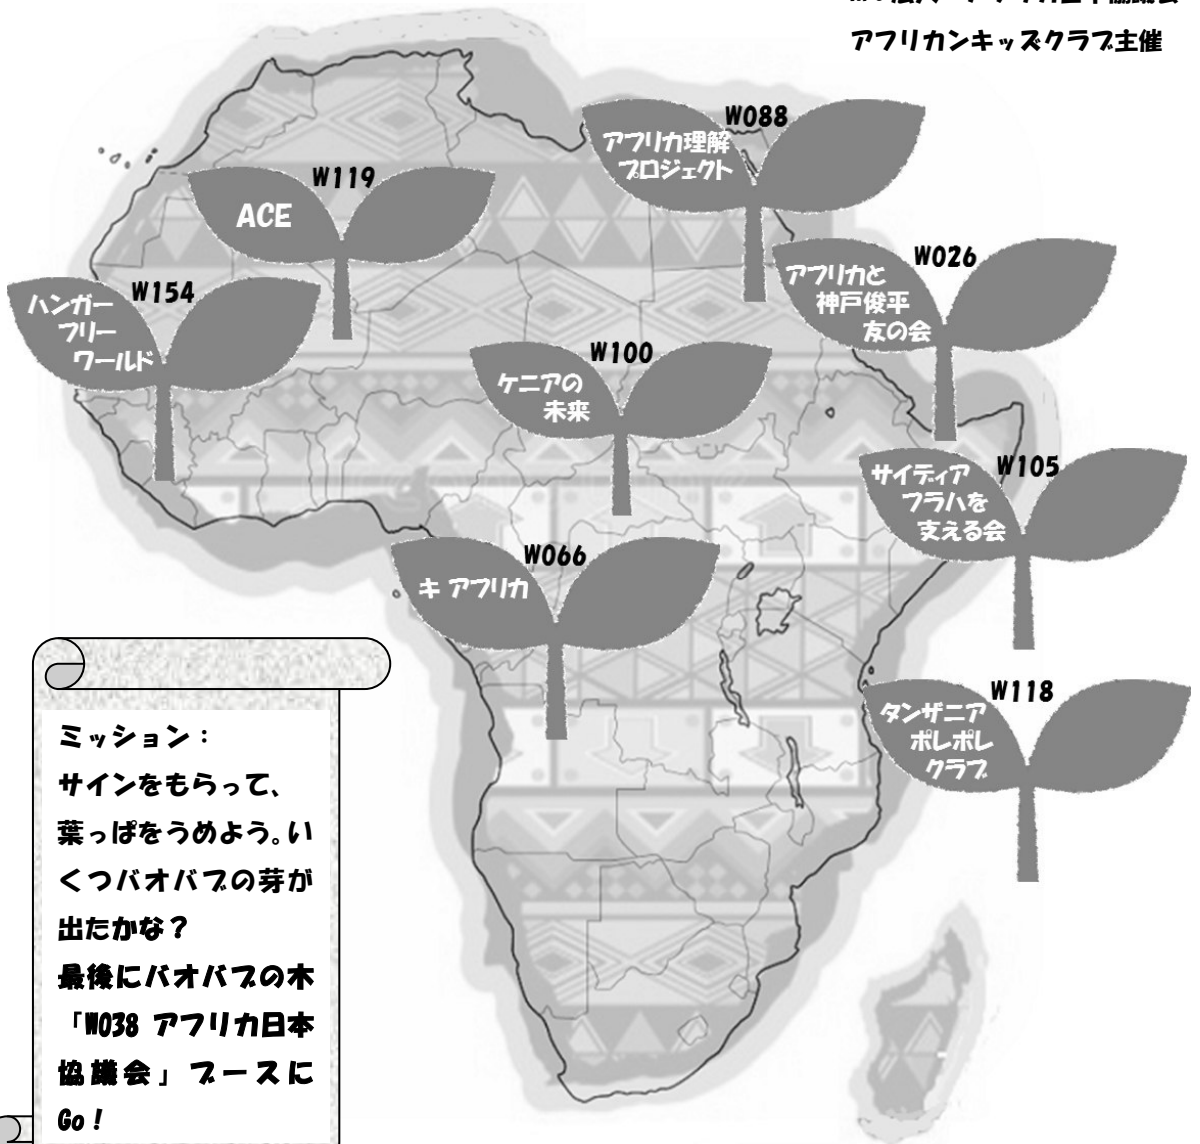 アフリカンキッズクラブ主催
W088
アフリカ理解
プロジェクト
W119
ACE
W026
アフリカと
神戸俊平
友の会
W154
ハンガー
フリー
ワールド
W100
ケニアの
未来
W105
サイディア
フラハを
支える会
W066
キ アフリカ
W118
タンザニア
ポレポレ
クラブ
ミッション：
サインをもらって、
葉っぱをうめよう。い
くつバオバブの芽が
出たかな？
最後にバオバブの木
「W038 アフリカ日本
協議会」ブースに
Go！